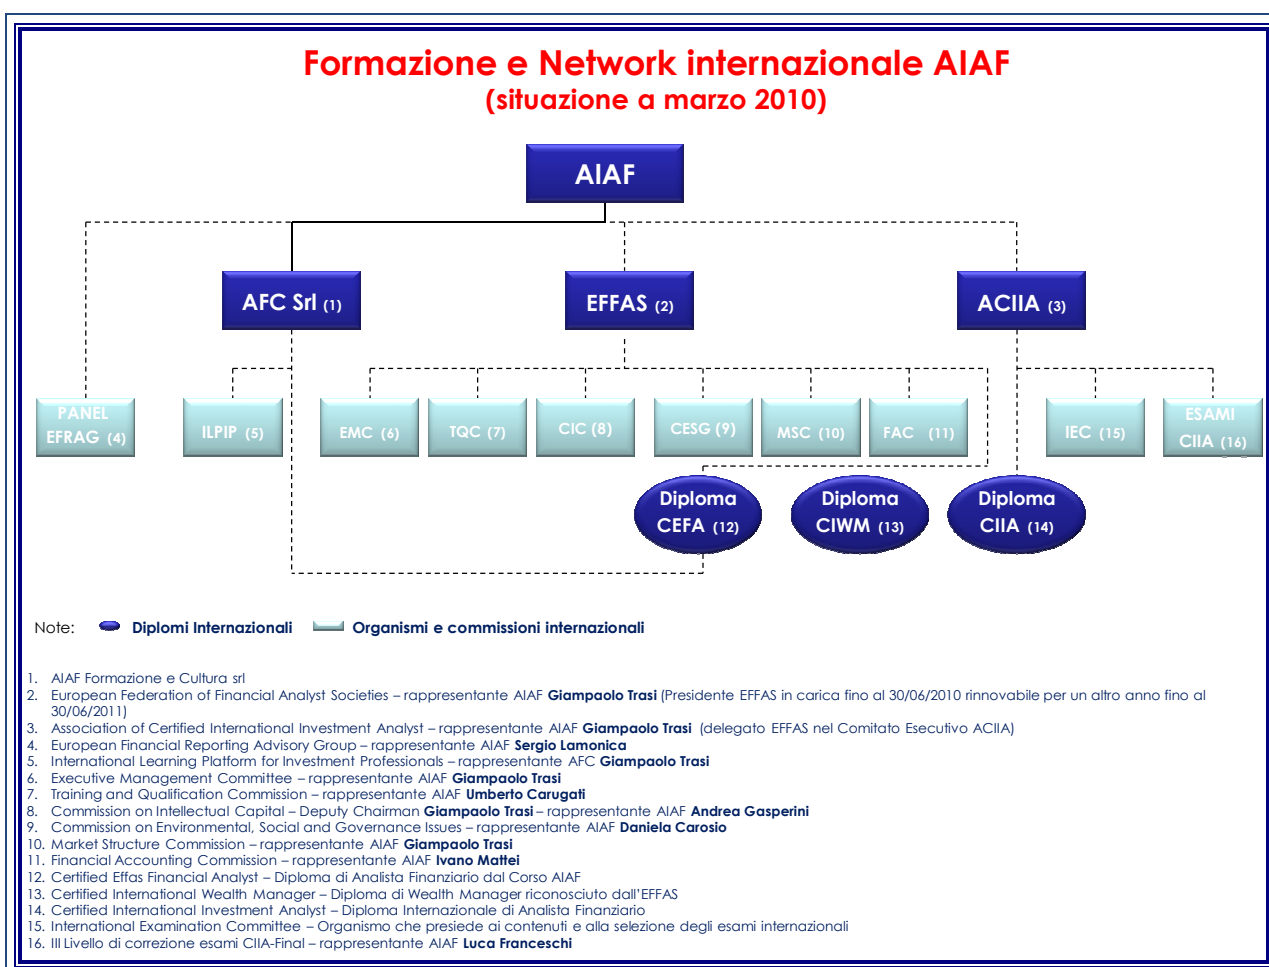 Formazione e Network internazionale AIAF
(situazione a marzo 2010)
AIAF
AFC Srl (1)
EFFAS (2)
ACIIA (3)
PANEL
EFRAG (4)
ILPIP (5)
EMC (6)
TQC (7)
CIC (8)
CESG (9)
MSC (10)
FAC (11)
IEC (15)
ESAMI
CIIA (16)
Diploma
CEFA (12)
Diploma
CIWM (13)
Diploma
CIIA (14)
Note:
Diplomi Internazionali
Organismi e commissioni internazionali
1. AIAF Formazione e Cultura srl
2. European Federation of Financial Analyst Societies – rappresentante AIAF Giampaolo Trasi (Presidente EFFAS in carica fino al 30/06/2010 rinnovabile per un altro anno fino al
30/06/2011)
3. Association of Certified International Investment Analyst – rappresentante AIAF Giampaolo Trasi (delegato EFFAS nel Comitato Esecutivo ACIIA)
4. European Financial Reporting Advisory Group – rappresentante AIAF Sergio Lamonica
5. International Learning Platform for Investment Professionals – rappresentante AFC Giampaolo Trasi
6. Executive Management Committee – rappresentante AIAF Giampaolo Trasi
7. Training and Qualification Commission – rappresentante AIAF Umberto Carugati
8. Commission on Intellectual Capital – Deputy Chairman Giampaolo Trasi – rappresentante AIAF Andrea Gasperini
9. Commission on Environmental, Social and Governance Issues – rappresentante AIAF Daniela Carosio
10. Market Structure Commission – rappresentante AIAF Giampaolo Trasi
11. Financial Accounting Commission – rappresentante AIAF Ivano Mattei
12. Certified Effas Financial Analyst – Diploma di Analista Finanziario dal Corso AIAF
13. Certified International Wealth Manager – Diploma di Wealth Manager riconosciuto dall'EFFAS
14. Certified International Investment Analyst – Diploma Internazionale di Analista Finanziario
15. International Examination Committee – Organismo che presiede ai contenuti e alla selezione degli esami internazionali
16. III Livello di correzione esami CIIA-Final – rappresentante AIAF Luca Franceschi